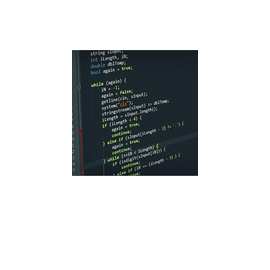 string sInput;
int iLength, iN;
double dblTemp;
bool again = true;
while (again) {
iN = -1;
again = false;
getline(cin, sInput);
system("cls");
stringstream(sInput) >> dblTemp;
iLength = sInput.length();
if (iLength < 4) {
again = true;
continue;
} else if (sInput[iLength - 3] != '.') {
again = true;
continue;
} while (++iN < iLength) {
if (isdigit(sInput[iN])) {
continue;
} else if (iN == (iLength - 3)) {